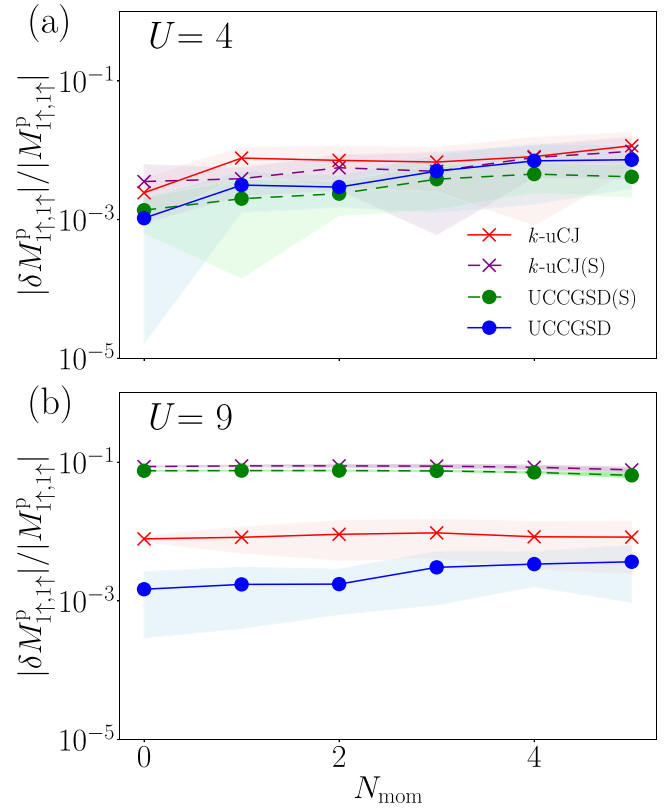 (a)
U = 4
10⁻¹
10⁻³
10⁻⁵
|δM^p_{1↑,1↑}|/|M^p_{1↑,1↑}|
k-uCJ
k-uCJ(S)
UCCGSD(S)
UCCGSD
(b)
U = 9
10⁻¹
10⁻³
10⁻⁵
|δM^p_{1↑,1↑}|/|M^p_{1↑,1↑}|
0 2 4
N_mom